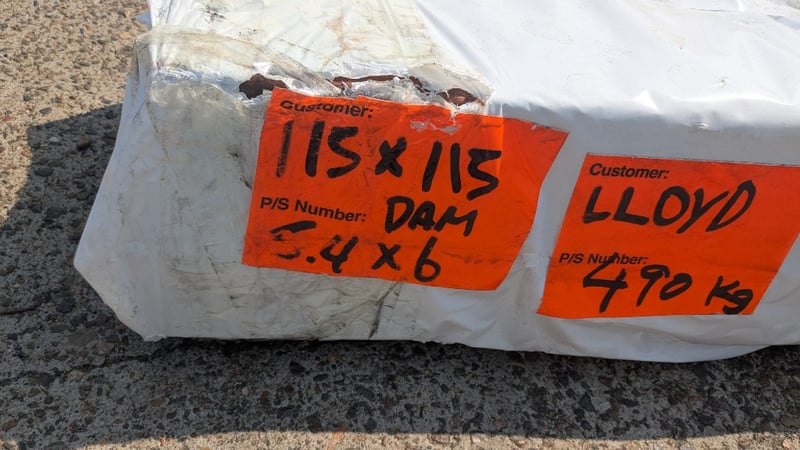 Customer:
115 x 115
P/S Number: DAM
5.4 x 6
Customer:
LLOYD
P/S Number:
490 Kg